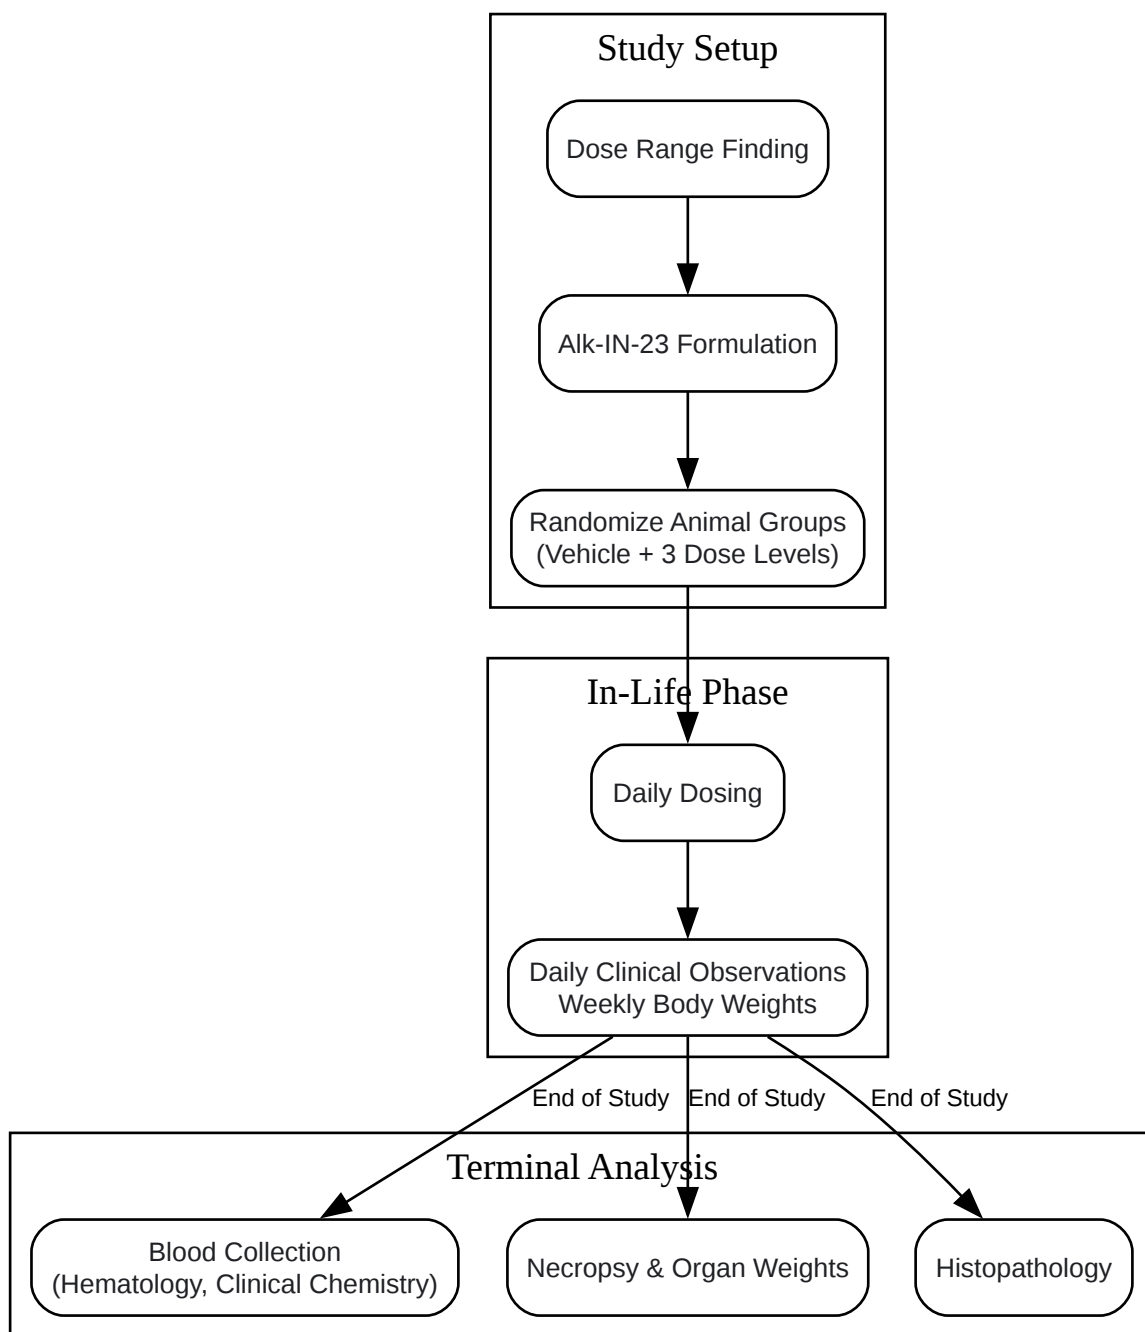 Study Setup
Dose Range Finding
Alk-IN-23 Formulation
Randomize Animal Groups
(Vehicle + 3 Dose Levels)
In-Life Phase
Daily Dosing
Daily Clinical Observations
Weekly Body Weights
End of Study
End of Study
End of Study
Terminal Analysis
Blood Collection
(Hematology, Clinical Chemistry)
Necropsy & Organ Weights
Histopathology